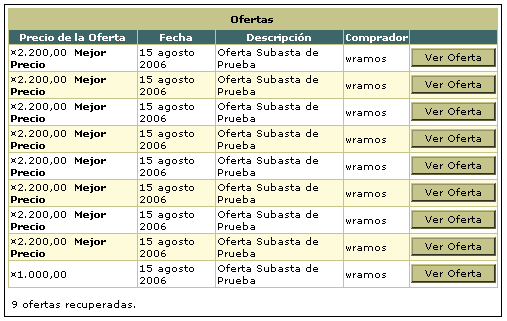 Ofertas
Precio de la Oferta Fecha Descripción Comprador
×2.200,00 Mejor Precio 15 agosto 2006 Oferta Subasta de Prueba wramos Ver Oferta
×2.200,00 Mejor Precio 15 agosto 2006 Oferta Subasta de Prueba wramos Ver Oferta
×2.200,00 Mejor Precio 15 agosto 2006 Oferta Subasta de Prueba wramos Ver Oferta
×2.200,00 Mejor Precio 15 agosto 2006 Oferta Subasta de Prueba wramos Ver Oferta
×2.200,00 Mejor Precio 15 agosto 2006 Oferta Subasta de Prueba wramos Ver Oferta
×2.200,00 Mejor Precio 15 agosto 2006 Oferta Subasta de Prueba wramos Ver Oferta
×2.200,00 Mejor Precio 15 agosto 2006 Oferta Subasta de Prueba wramos Ver Oferta
×2.200,00 Mejor Precio 15 agosto 2006 Oferta Subasta de Prueba wramos Ver Oferta
×1.000,00 15 agosto 2006 Oferta Subasta de Prueba wramos Ver Oferta
9 ofertas recuperadas.